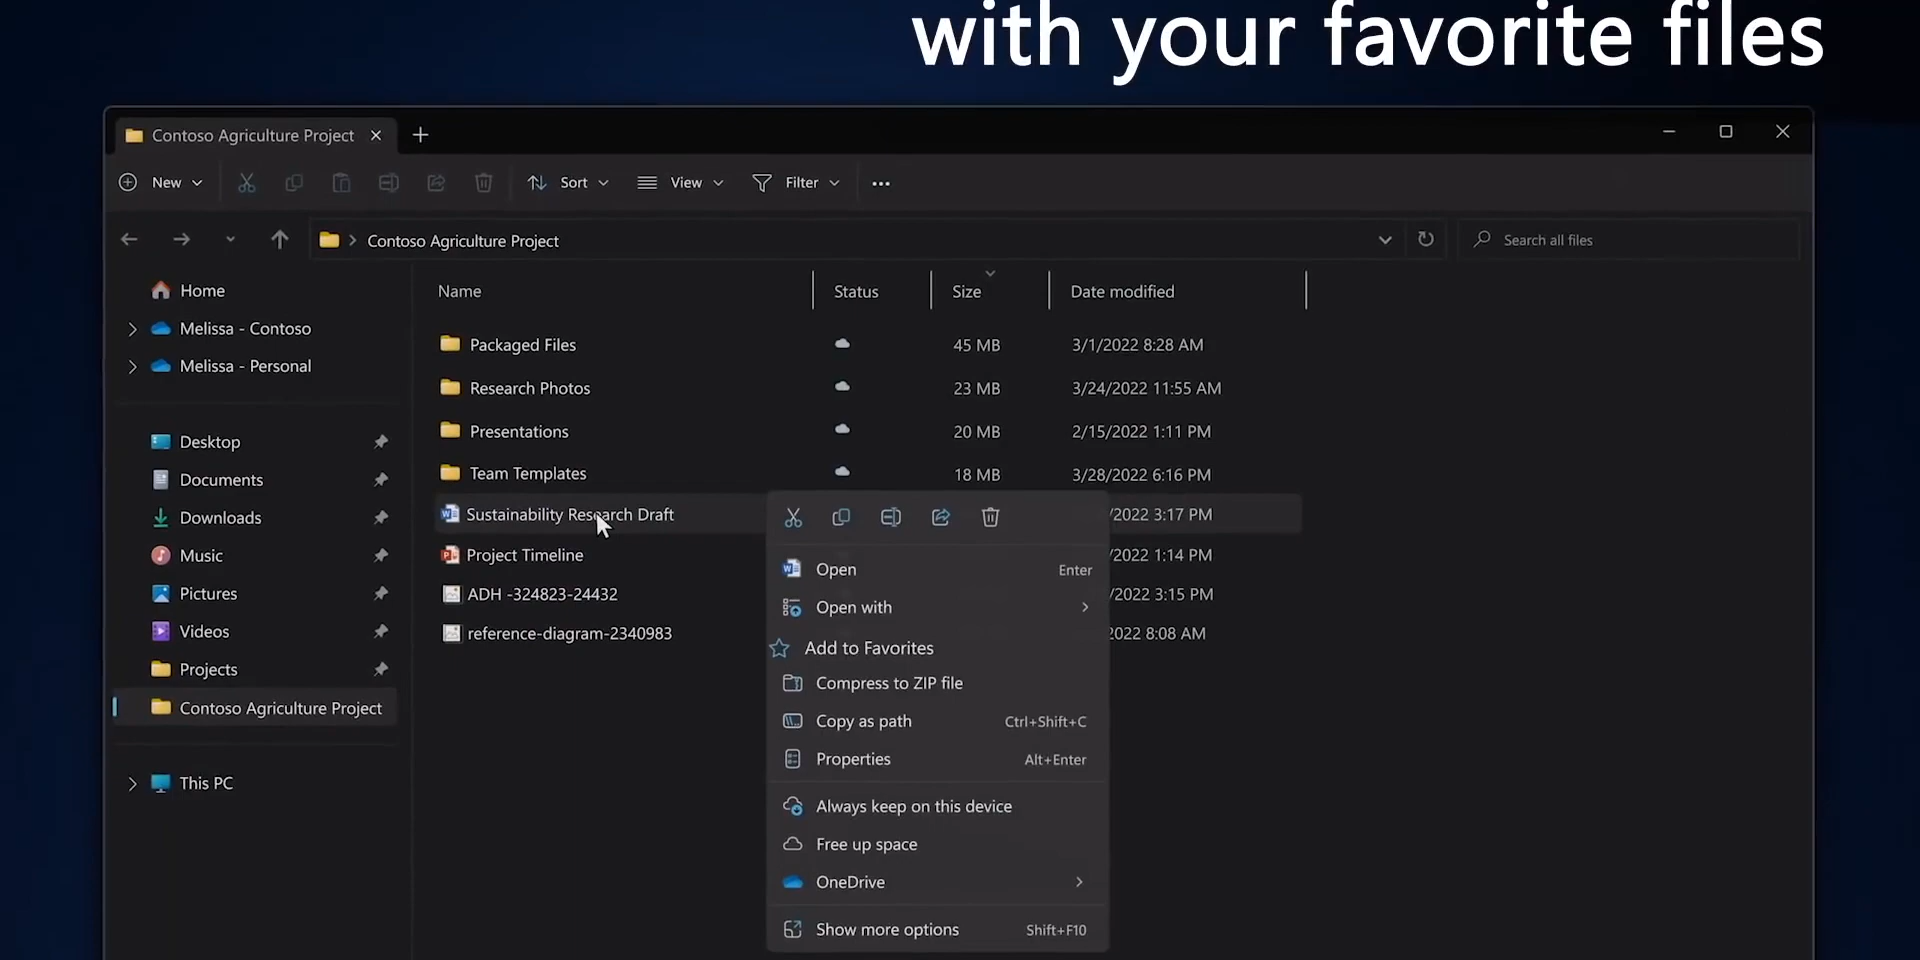 with your favorite files
Contoso Agriculture Project
New
Sort
View
Filter
Contoso Agriculture Project
Search all files
Home
Melissa - Contoso
Melissa - Personal
Desktop
Documents
Downloads
Music
Pictures
Videos
Projects
Contoso Agriculture Project
This PC
Name Status Size Date modified
Packaged Files 45 MB 3/1/2022 8:28 AM
Research Photos 23 MB 3/24/2022 11:55 AM
Presentations 20 MB 2/15/2022 1:11 PM
Team Templates 18 MB 3/28/2022 6:16 PM
Sustainability Research Draft /2022 3:17 PM
Project Timeline /2022 1:14 PM
ADH -324823-24432 /2022 3:15 PM
reference-diagram-2340983 2022 8:08 AM
Open Enter
Open with
Add to Favorites
Compress to ZIP file
Copy as path Ctrl+Shift+C
Properties Alt+Enter
Always keep on this device
Free up space
OneDrive
Show more options Shift+F10